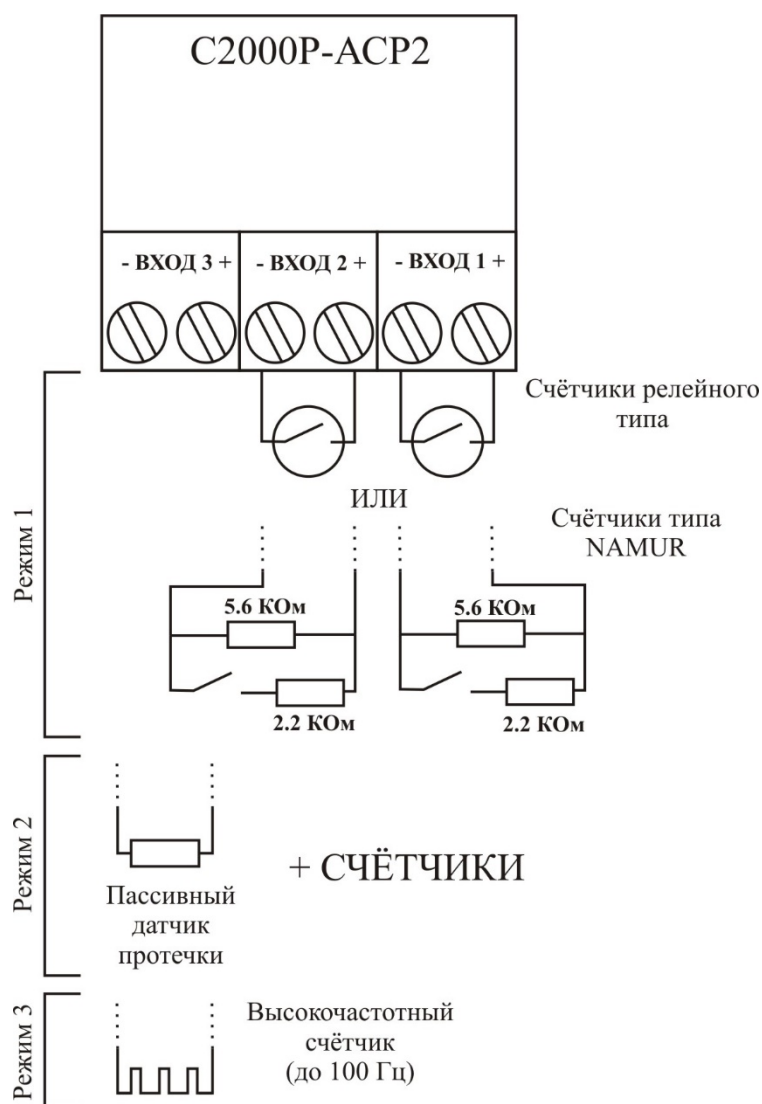 С2000Р-АСР2
- ВХОД 3 +
- ВХОД 2 +
- ВХОД 1 +
Счётчики релейного
типа
ИЛИ
Счётчики типа
NAMUR
Режим 1
5.6 КОм
5.6 КОм
2.2 КОм
2.2 КОм
Режим 2
+ СЧЁТЧИКИ
Пассивный
датчик
протечки
Режим 3
Высокочастотный
счётчик
(до 100 Гц)